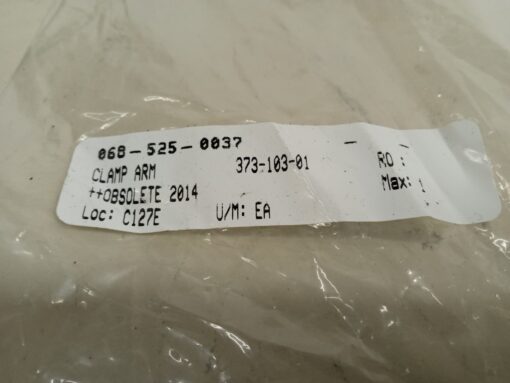 068-525-0037 - -
CLAMP ARM 373-103-01 RO :
**OBSOLETE 2014 Max: 1
Loc: C127E U/M: EA